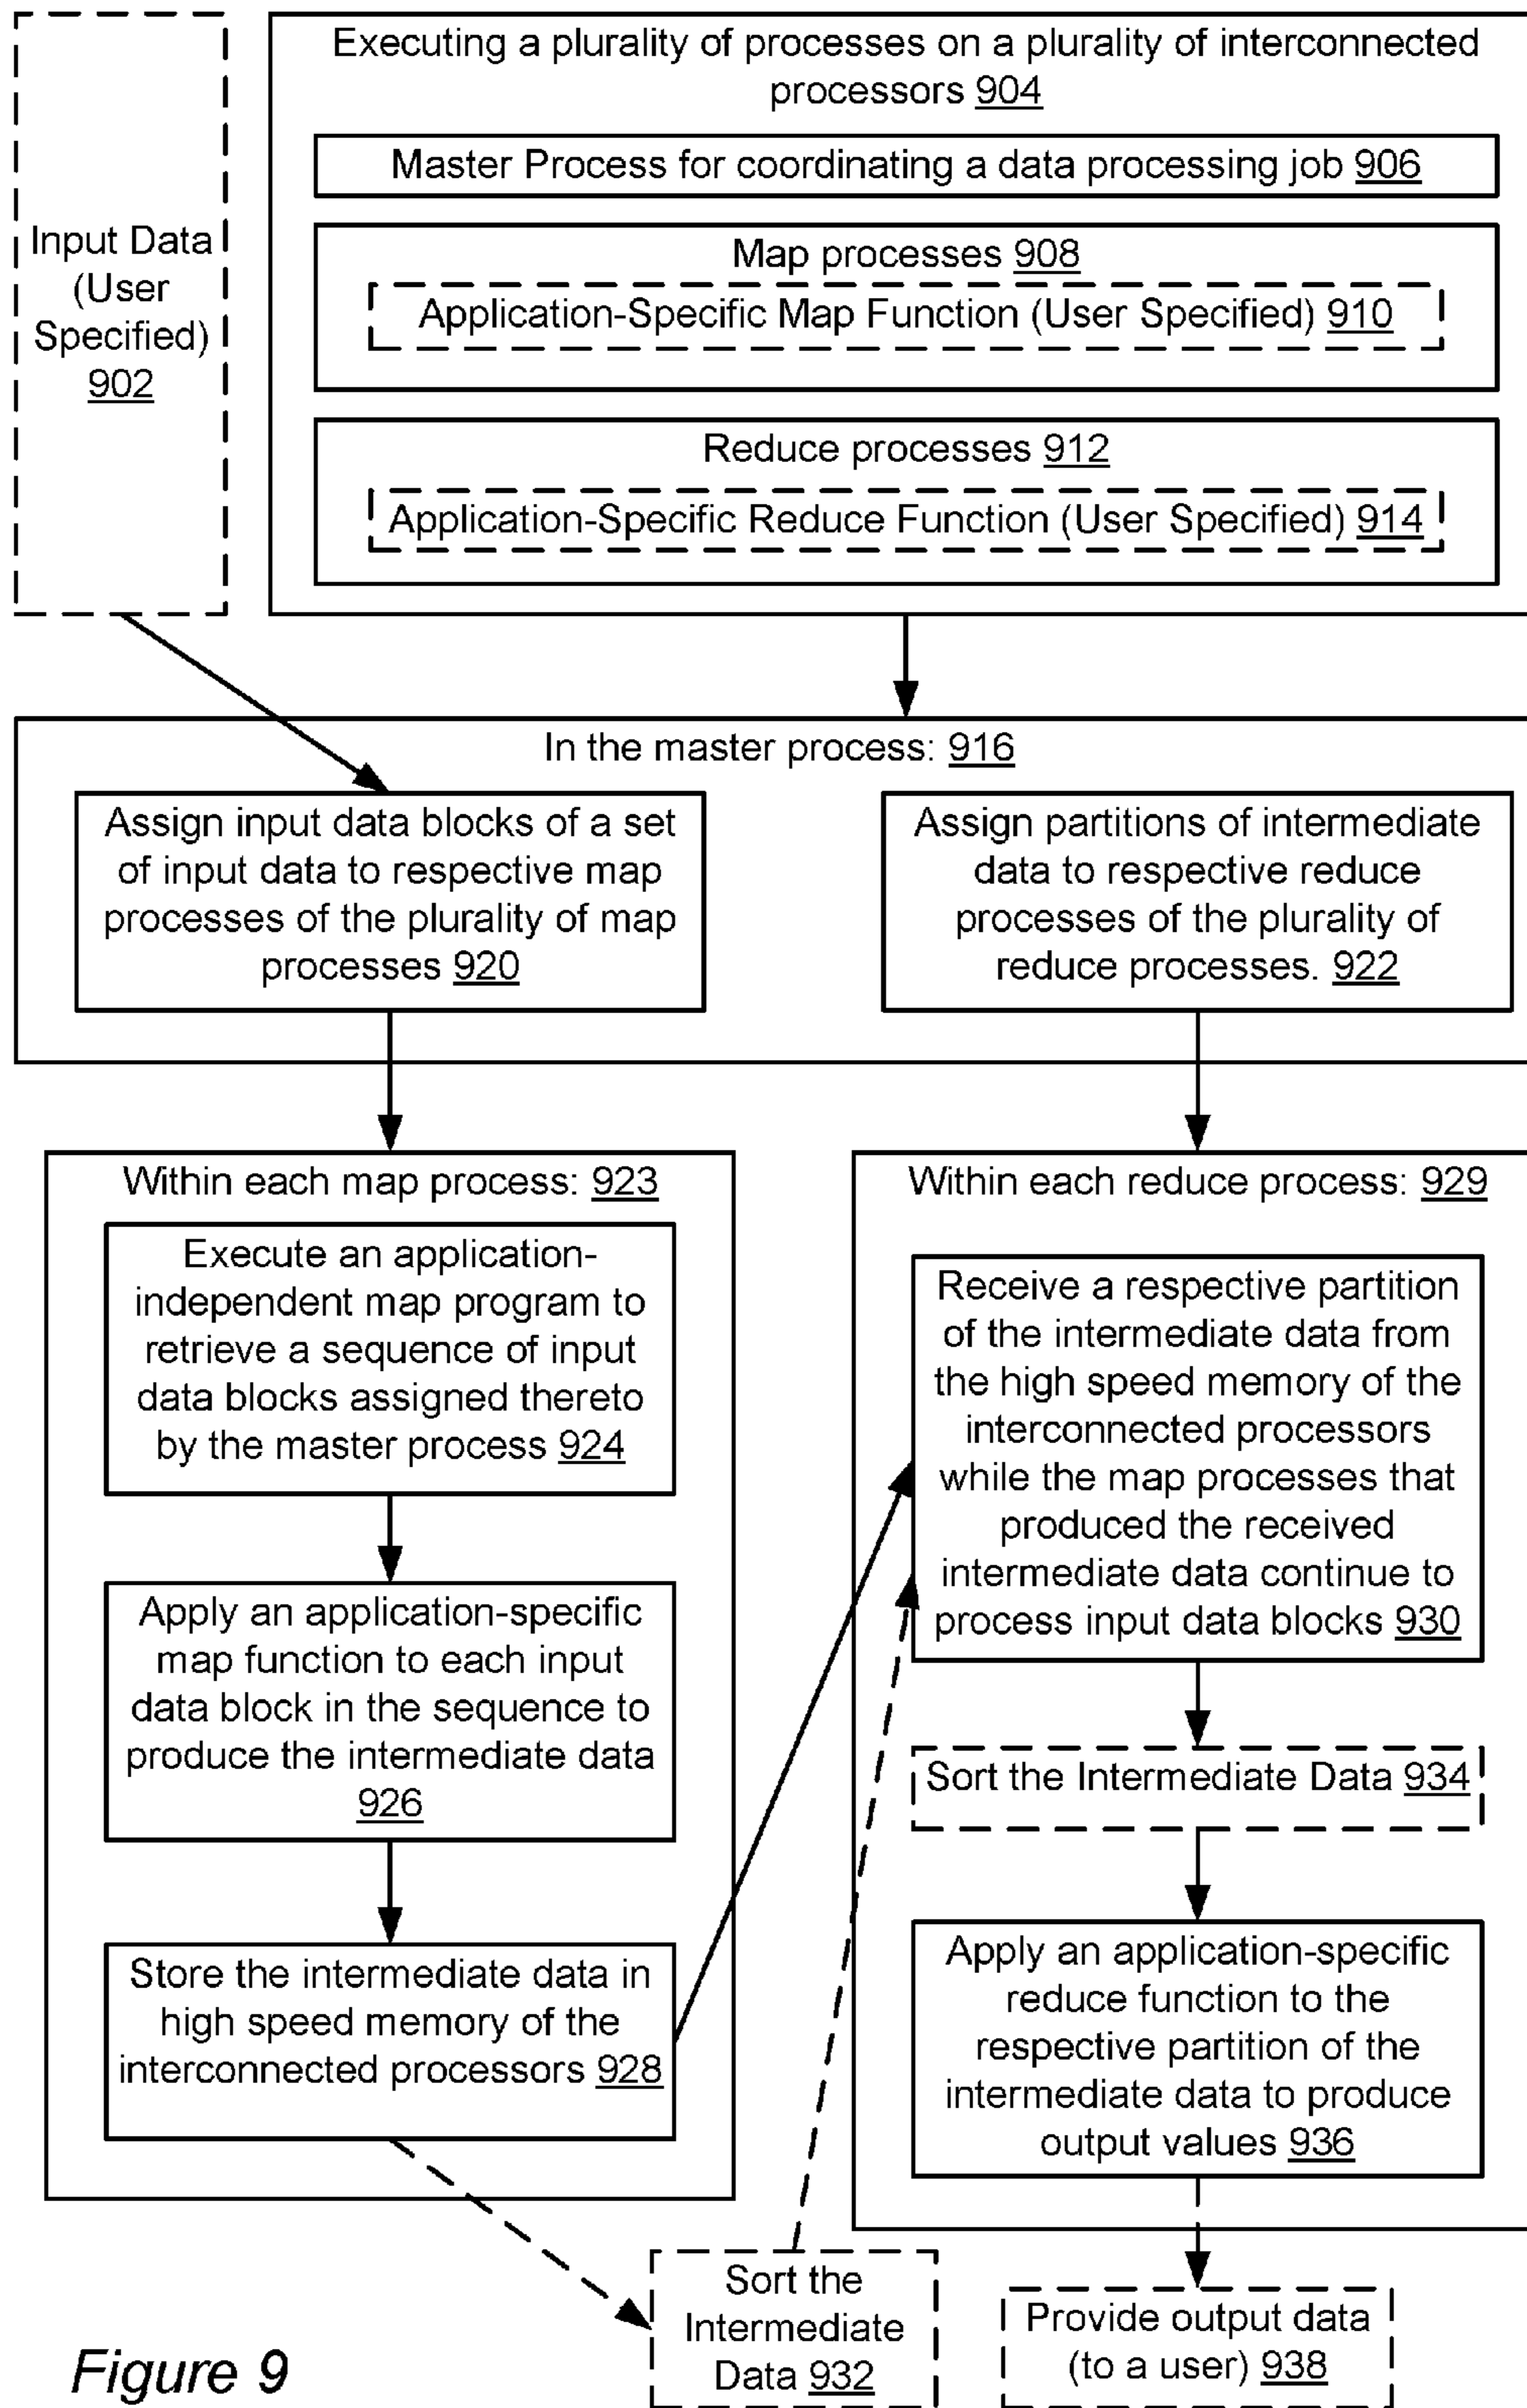 Executing a plurality of processes on a plurality of interconnected
processors 904
Master Process for coordinating a data processing job 906
Input Data
(User
Specified)
902
Map processes 908
Application-Specific Map Function (User Specified) 910
Reduce processes 912
Application-Specific Reduce Function (User Specified) 914
In the master process: 916
Assign input data blocks of a set
of input data to respective map
processes of the plurality of map
processes 920
Assign partitions of intermediate
data to respective reduce
processes of the plurality of
reduce processes. 922
Within each map process: 923
Execute an application-
independent map program to
retrieve a sequence of input
data blocks assigned thereto
by the master process 924
Apply an application-specific
map function to each input
data block in the sequence to
produce the intermediate data
926
Store the intermediate data in
high speed memory of the
interconnected processors 928
Within each reduce process: 929
Receive a respective partition
of the intermediate data from
the high speed memory of the
interconnected processors
while the map processes that
produced the received
intermediate data continue to
process input data blocks 930
Sort the Intermediate Data 934
Apply an application-specific
reduce function to the
respective partition of the
intermediate data to produce
output values 936
Sort the
Intermediate
Data 932
Provide output data
(to a user) 938
Figure 9